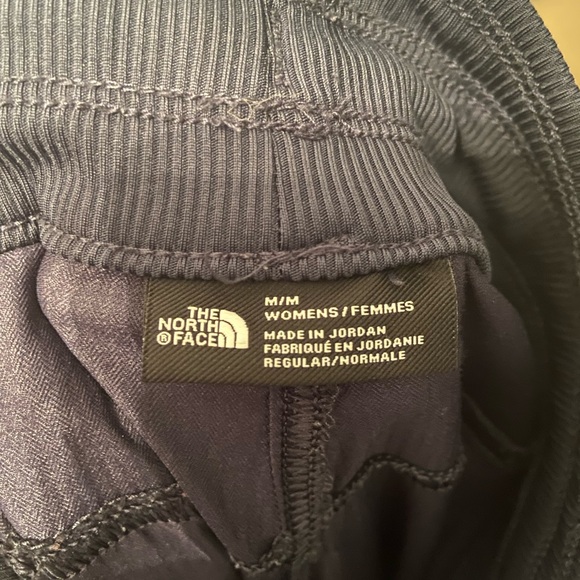 THE
NORTH
®FACE
M/M
WOMENS/FEMMES
MADE IN JORDAN
FABRIQUÉ EN JORDANIE
REGULAR/NORMALE